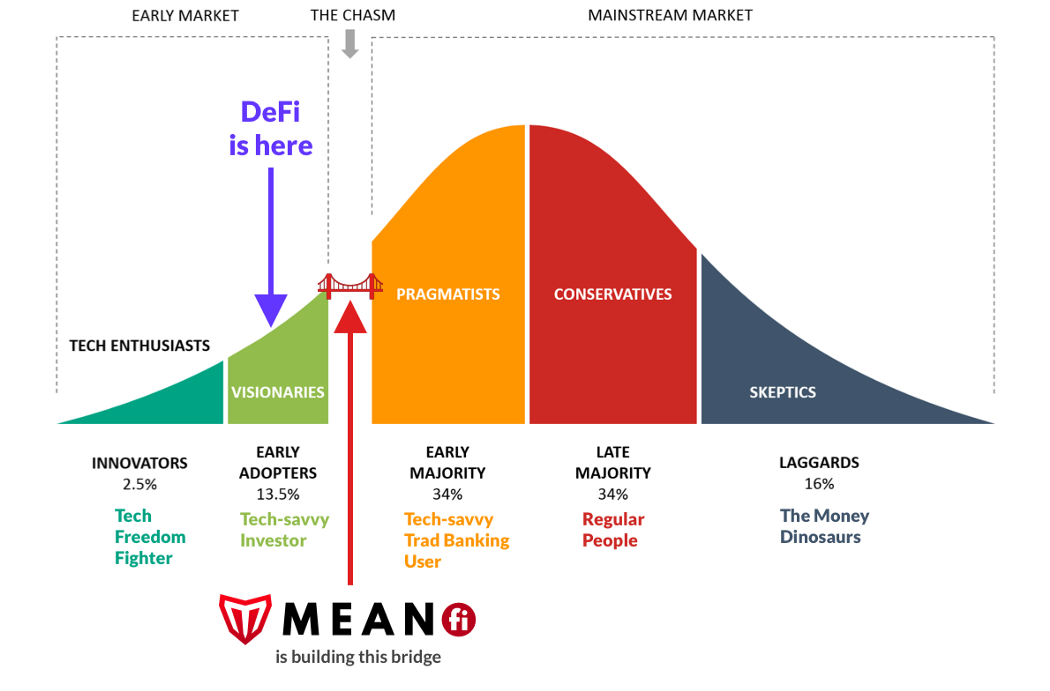 EARLY MARKET
THE CHASM
MAINSTREAM MARKET
DeFi
is here
TECH ENTHUSIASTS
VISIONARIES
PRAGMATISTS
CONSERVATIVES
SKEPTICS
INNOVATORS
2.5%
Tech
Freedom
Fighter
EARLY
ADOPTERS
13.5%
Tech-savvy
Investor
EARLY
MAJORITY
34%
Tech-savvy
Trad Banking
User
LATE
MAJORITY
34%
Regular
People
LAGGARDS
16%
The Money
Dinosaurs
MEAN fi
is building this bridge